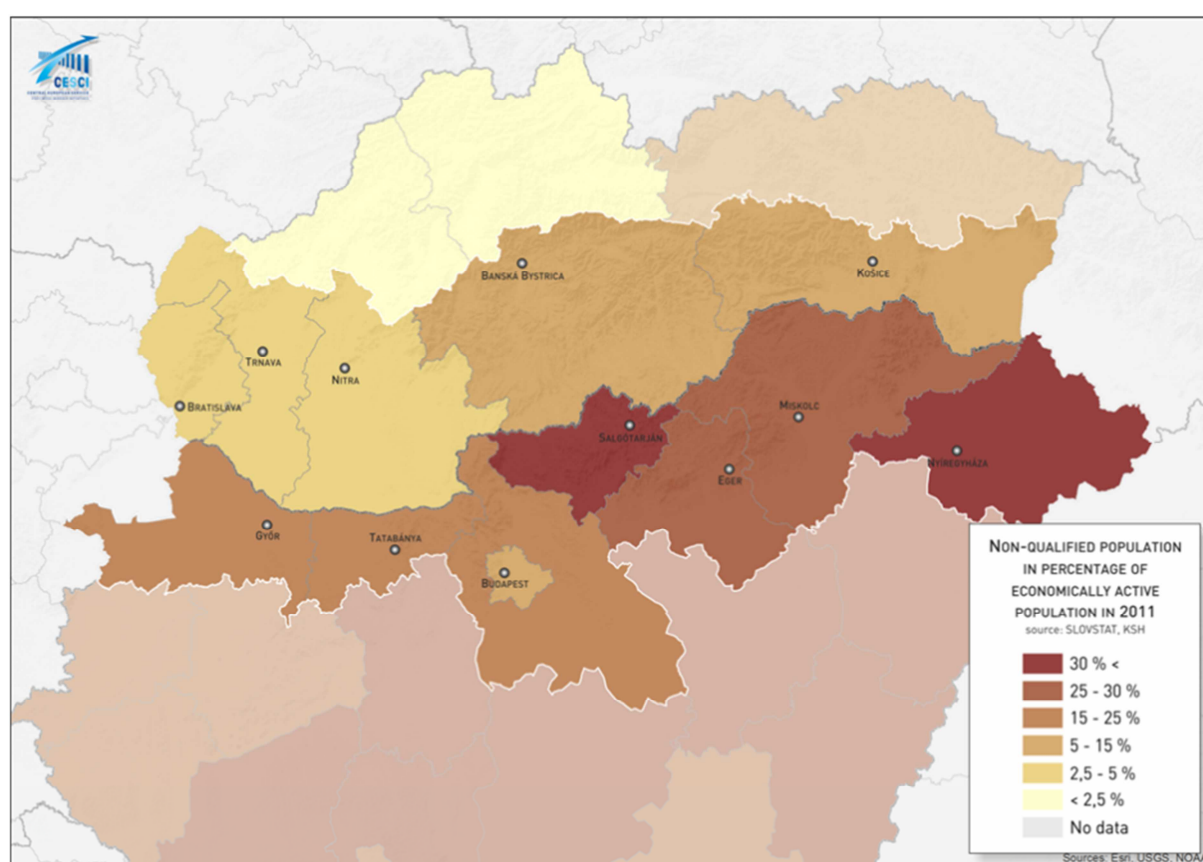 CESCI
BANSKÁ BYSTRICA
KOŠICE
TRNAVA
NITRA
BRATISLAVA
SALGÓTARJÁN
MISKOLC
NYÍREGYHÁZA
EGER
GYŐR
TATABÁNYA
BUDAPEST
NON-QUALIFIED POPULATION
IN PERCENTAGE OF
ECONOMICALLY ACTIVE
POPULATION IN 2011
source: SLOVSTAT, KSH
30 % <
25 - 30 %
15 - 25 %
5 - 15 %
2,5 - 5 %
< 2,5 %
No data
Sources: Esri, USGS, NOA